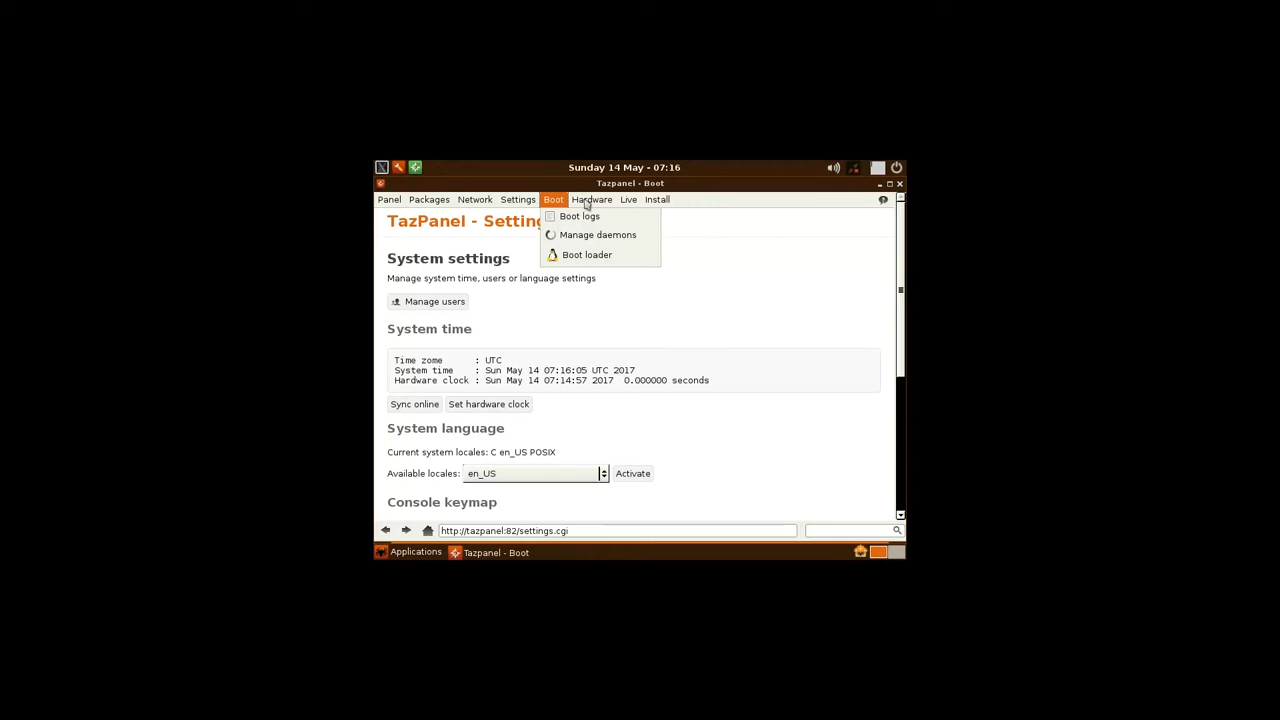 Sunday 14 May - 07:16
Tazpanel - Boot
Panel Packages Network Settings Boot Hardware Live Install
Boot logs
Manage daemons
Boot loader
TazPanel - Setting
System settings
Manage system time, users or language settings
Manage users
System time
Time zome : UTC
System time : Sun May 14 07:16:05 UTC 2017
Hardware clock : Sun May 14 07:14:57 2017 0.000000 seconds
Sync online Set hardware clock
System language
Current system locales: C en_US POSIX
Available locales: en_US Activate
Console keymap
http://tazpanel:82/settings.cgi
Applications Tazpanel - Boot